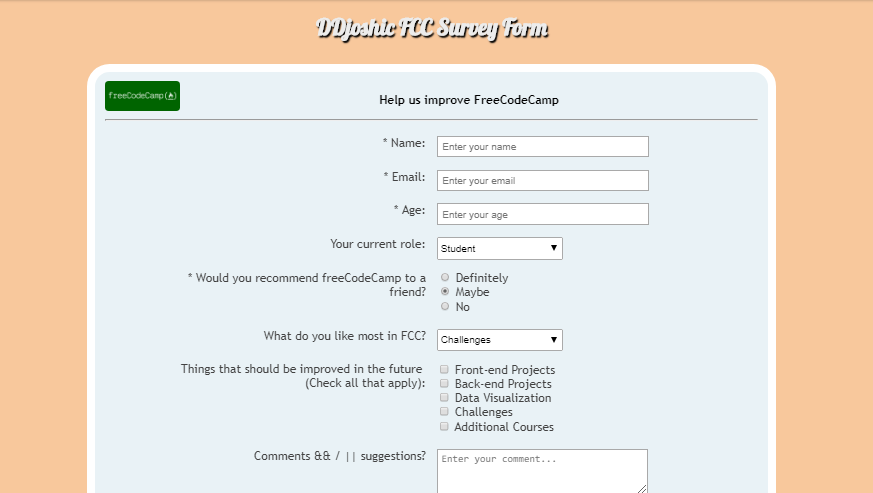 DDjoshic FCC Survey Form
freeCodeCamp(🔥)
Help us improve FreeCodeCamp
* Name:
Enter your name
* Email:
Enter your email
* Age:
Enter your age
Your current role:
Student
* Would you recommend freeCodeCamp to a
friend?
Definitely
Maybe
No
What do you like most in FCC?
Challenges
Things that should be improved in the future
(Check all that apply):
Front-end Projects
Back-end Projects
Data Visualization
Challenges
Additional Courses
Comments && / || suggestions?
Enter your comment...